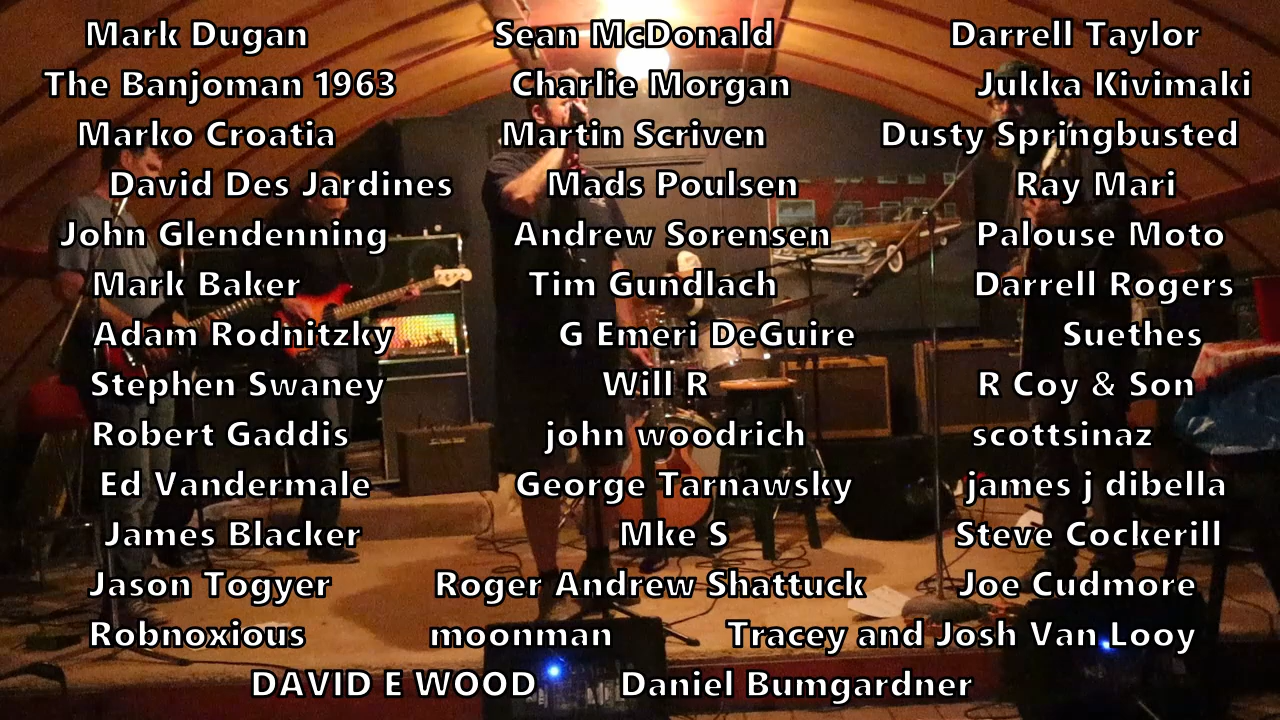 Mark Dugan Sean McDonald Darrell Taylor
The Banjoman 1963 Charlie Morgan Jukka Kivimaki
Marko Croatia Martin Scriven Dusty Springbusted
David Des Jardines Mads Poulsen Ray Mari
John Glendenning Andrew Sorensen Palouse Moto
Mark Baker Tim Gundlach Darrell Rogers
Adam Rodnitzky G Emeri DeGuire Suethes
Stephen Swaney Will R R Coy & Son
Robert Gaddis john woodrich scottsinaz
Ed Vandermale George Tarnawsky james j dibella
James Blacker Mke S Steve Cockerill
Jason Togyer Roger Andrew Shattuck Joe Cudmore
Robnoxious moonman Tracey and Josh Van Looy
DAVID E WOOD Daniel Bumgardner